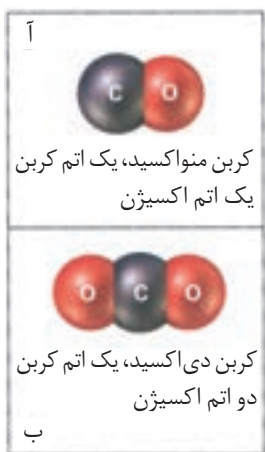 آ
C O
کربن منواکسید، یک اتم کربن
یک اتم اکسیژن
O C O
کربن دی‌اکسید، یک اتم کربن
دو اتم اکسیژن
ب